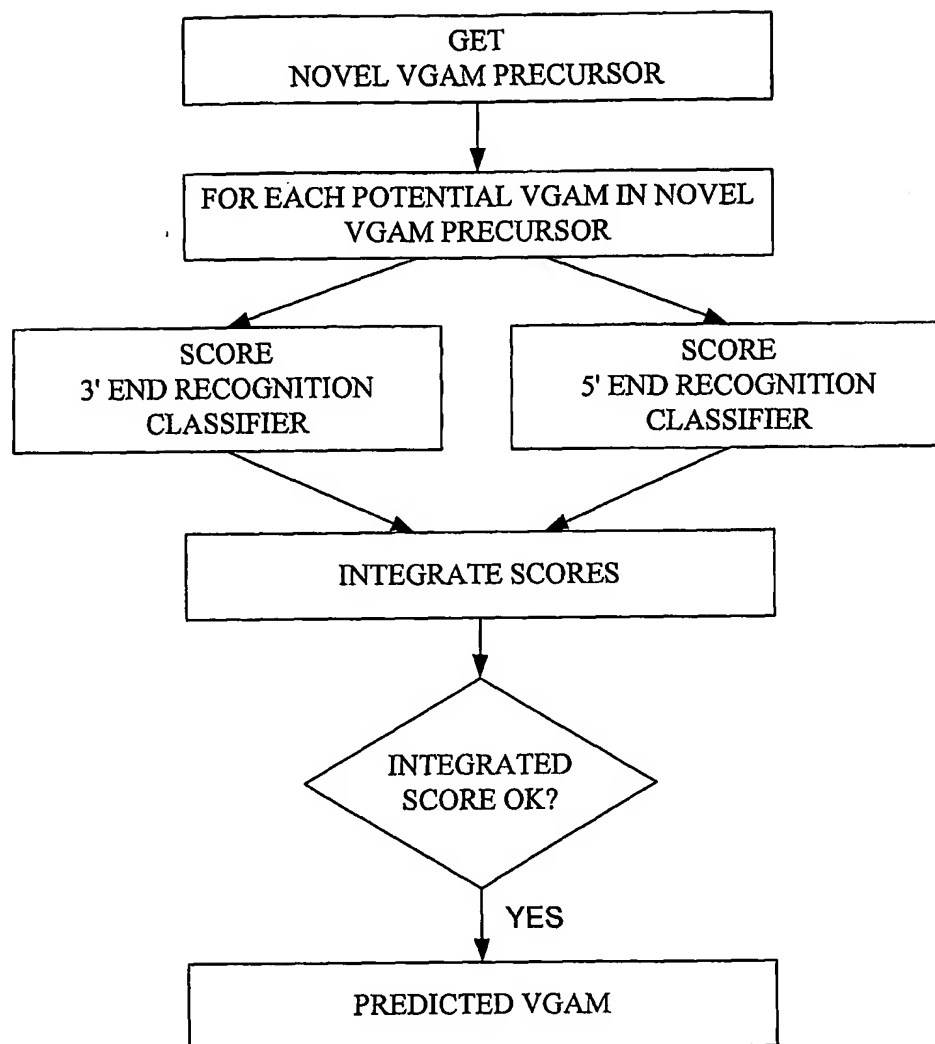 GET
NOVEL VGAM PRECURSOR
FOR EACH POTENTIAL VGAM IN NOVEL
VGAM PRECURSOR
SCORE
3' END RECOGNITION
CLASSIFIER
SCORE
5' END RECOGNITION
CLASSIFIER
INTEGRATE SCORES
INTEGRATED
SCORE OK?
YES
PREDICTED VGAM